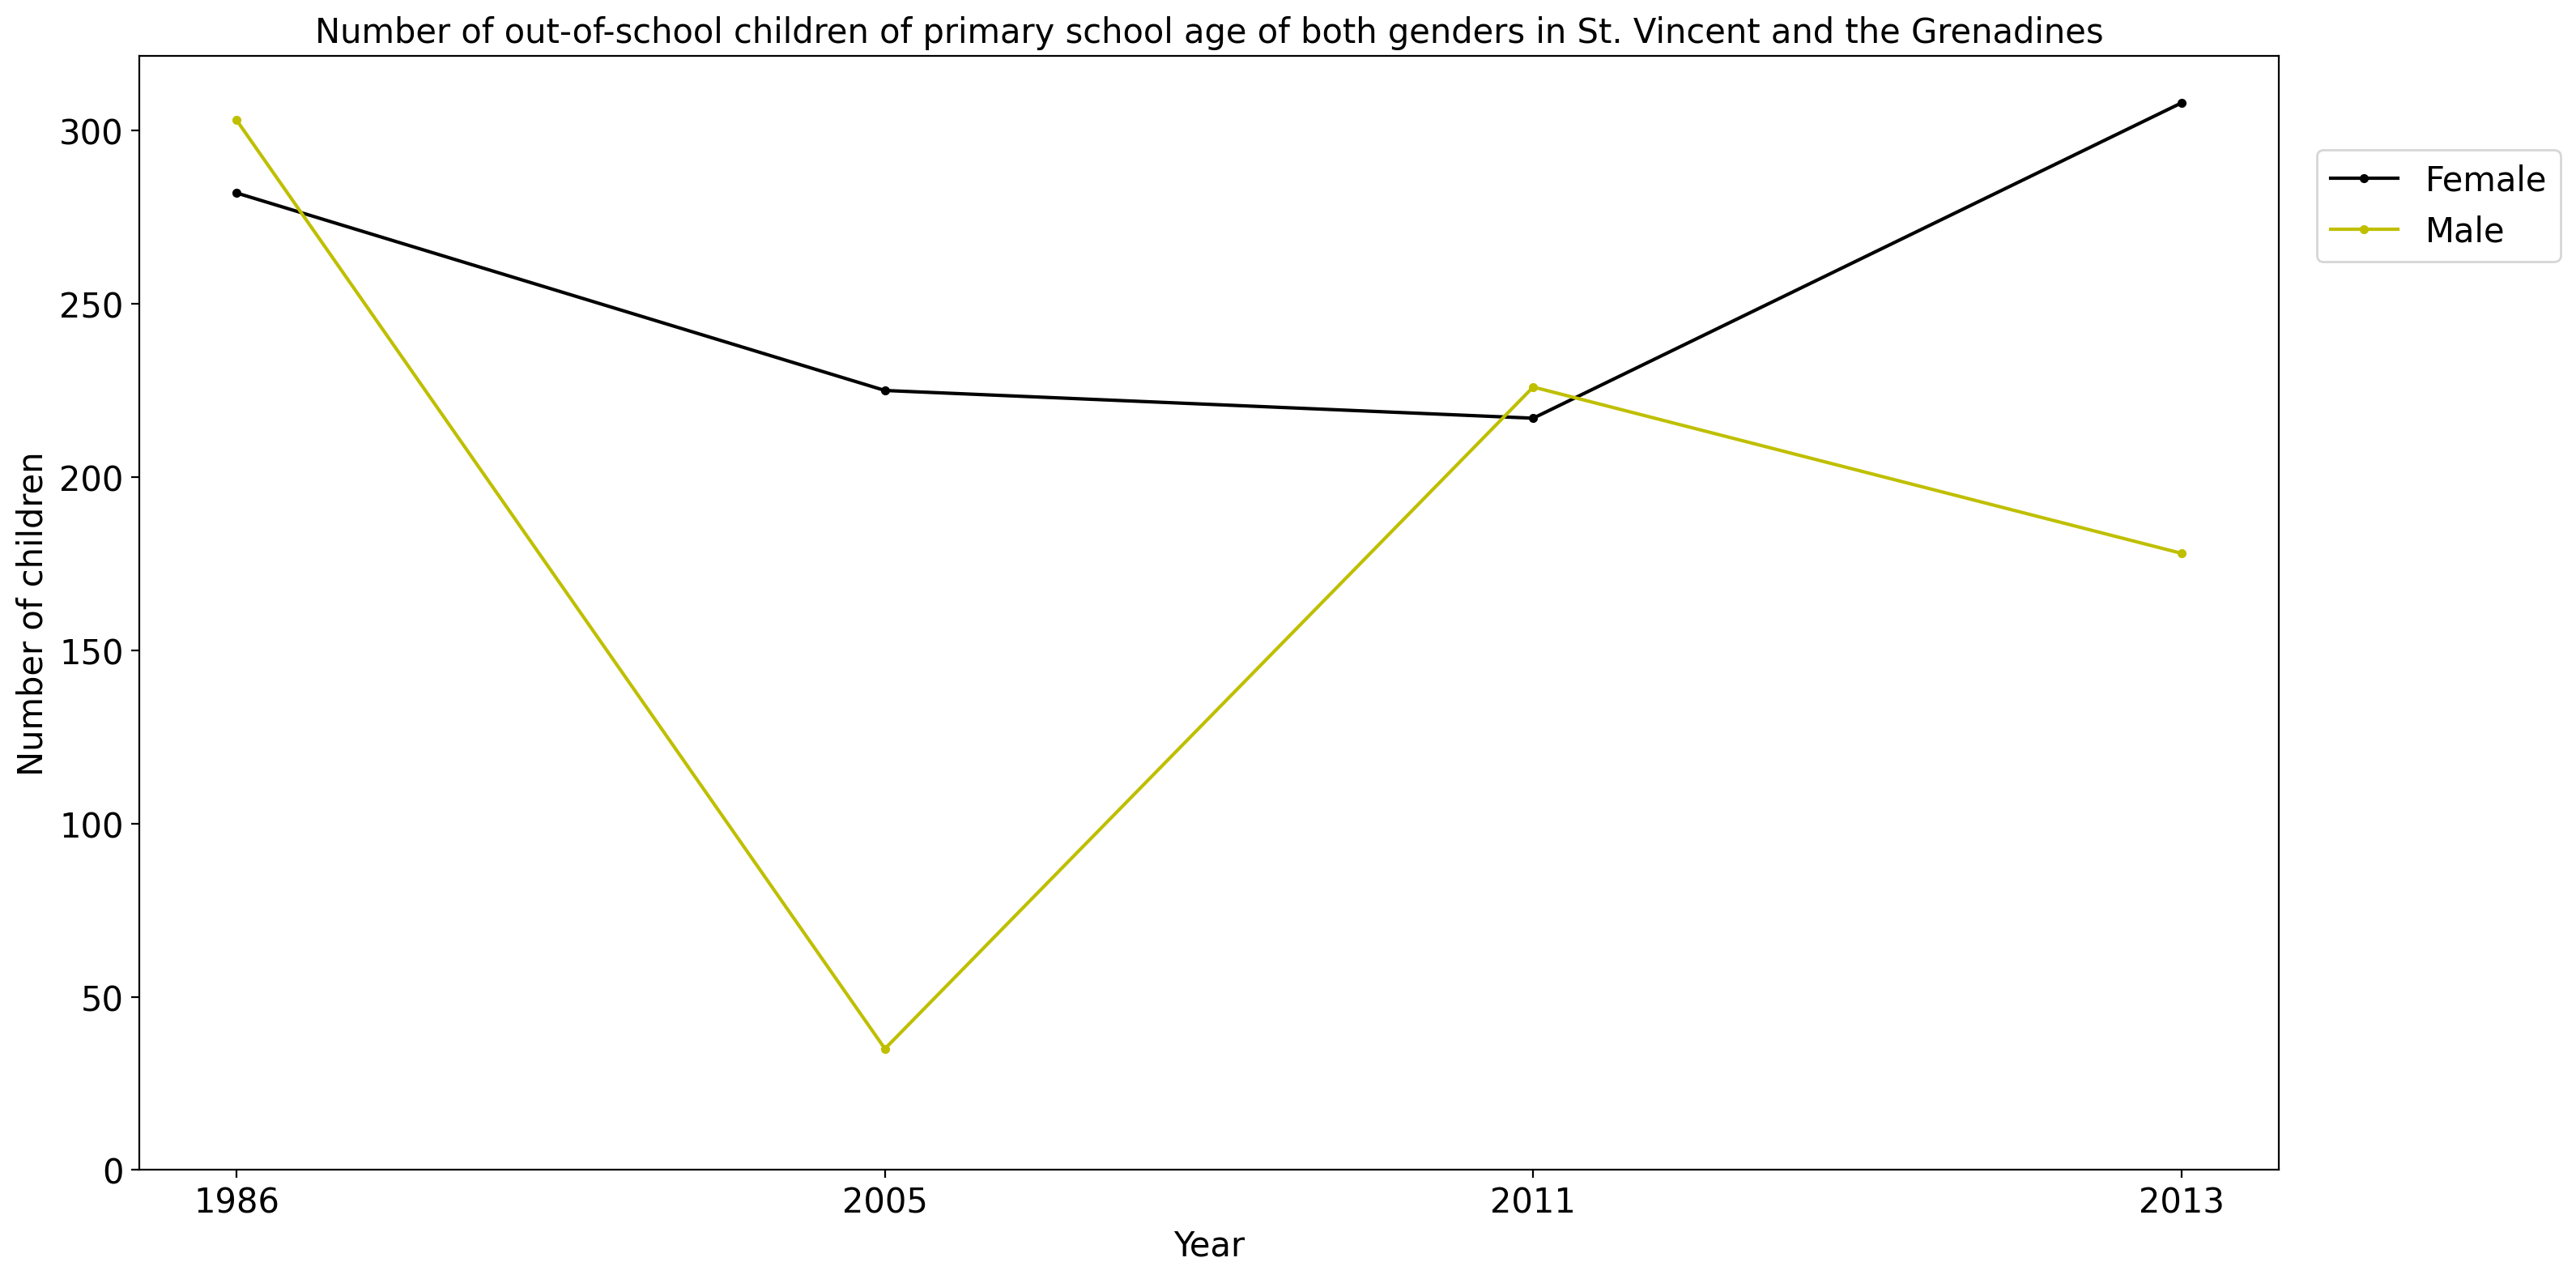 Number of out-of-school children of primary school age of both genders in St. Vincent and the Grenadines
Number of children
300
250
200
150
100
50
0
1986
2005
2011
2013
Year
Female
Male